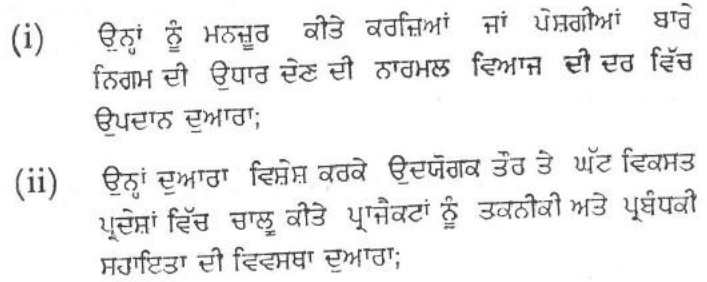 (i) ਉਨ੍ਹਾਂ ਨੂੰ ਮਨਜ਼ੂਰ ਕੀਤੇ ਕਰਜ਼ਿਆਂ ਜਾਂ ਪੇਸ਼ਗੀਆਂ ਬਾਰੇ
ਨਿਗਮ ਦੀ ਉਧਾਰ ਦੇਣ ਦੀ ਨਾਰਮਲ ਵਿਆਜ ਦੀ ਦਰ ਵਿੱਚ
ਉਪਦਾਨ ਦੁਆਰਾ;
(ii) ਉਨ੍ਹਾਂ ਦੁਆਰਾ ਵਿਸ਼ੇਸ਼ ਕਰਕੇ ਉਦਯੋਗਕ ਤੌਰ ਤੇ ਘੱਟ ਵਿਕਸਤ
ਪ੍ਰਦੇਸ਼ਾਂ ਵਿੱਚ ਚਾਲੂ ਕੀਤੇ ਪ੍ਰਾਜੈਕਟਾਂ ਨੂੰ ਤਕਨੀਕੀ ਅਤੇ ਪ੍ਰਬੰਧਕੀ
ਸਹਾਇਤਾ ਦੀ ਵਿਵਸਥਾ ਦੁਆਰਾ;